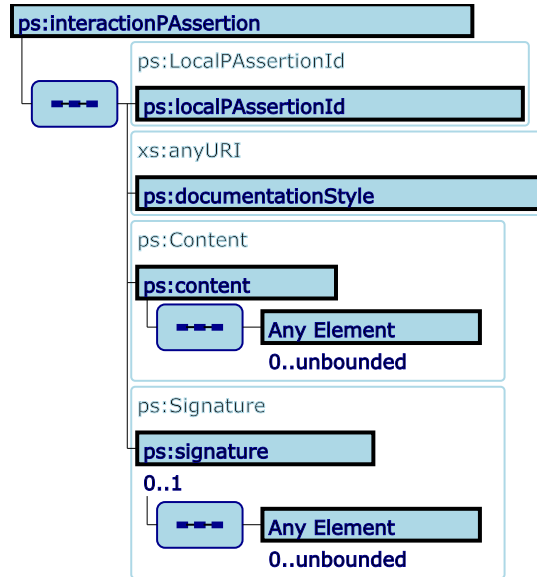 ps:interactionPAssertion
ps:LocalPAssertionId
ps:localPAssertionId
xs:anyURI
ps:documentationStyle
ps:Content
ps:content
Any Element
0..unbounded
ps:Signature
ps:signature
0..1
Any Element
0..unbounded